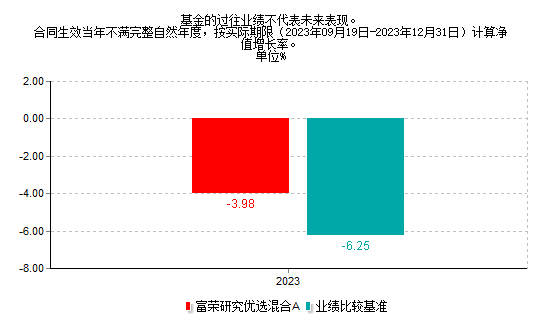 基金的过往业绩不代表未来表现。
合同生效当年不满完整自然年度，按实际期限（2023年09月19日-2023年12月31日）计算净
值增长率。
单位%
2.00
0.00
-2.00
-4.00
-6.00
-8.00
-3.98
-6.25
2023
富荣研究优选混合A 业绩比较基准